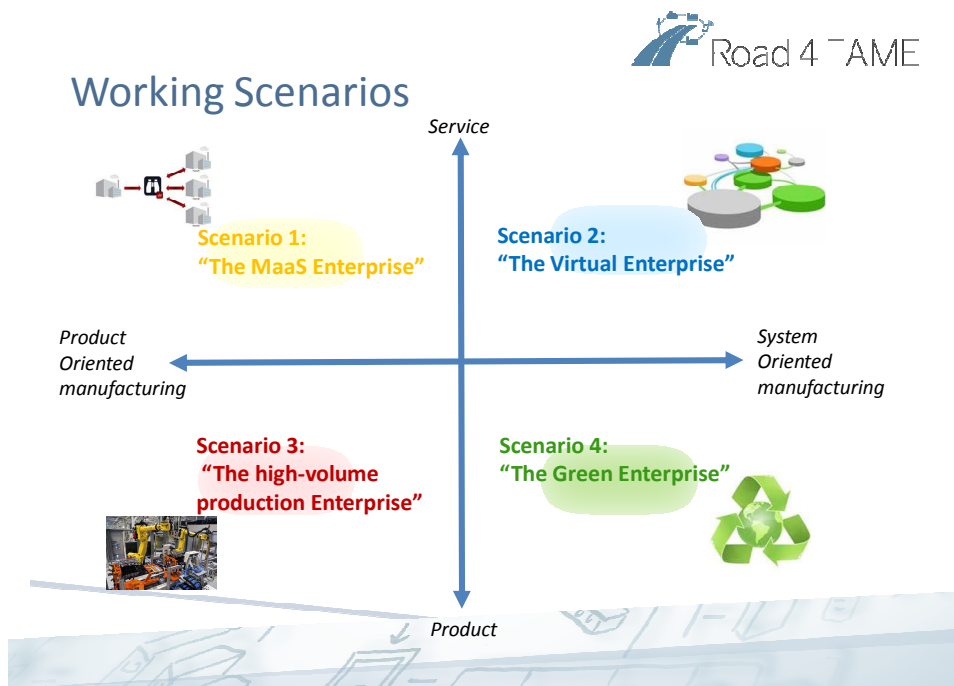 Road 4 FAME
Working Scenarios
Service
Scenario 1:
“The MaaS Enterprise”
Scenario 2:
“The Virtual Enterprise”
Product
Oriented
manufacturing
System
Oriented
manufacturing
Scenario 3:
“The high-volume
production Enterprise”
Scenario 4:
“The Green Enterprise”
Product